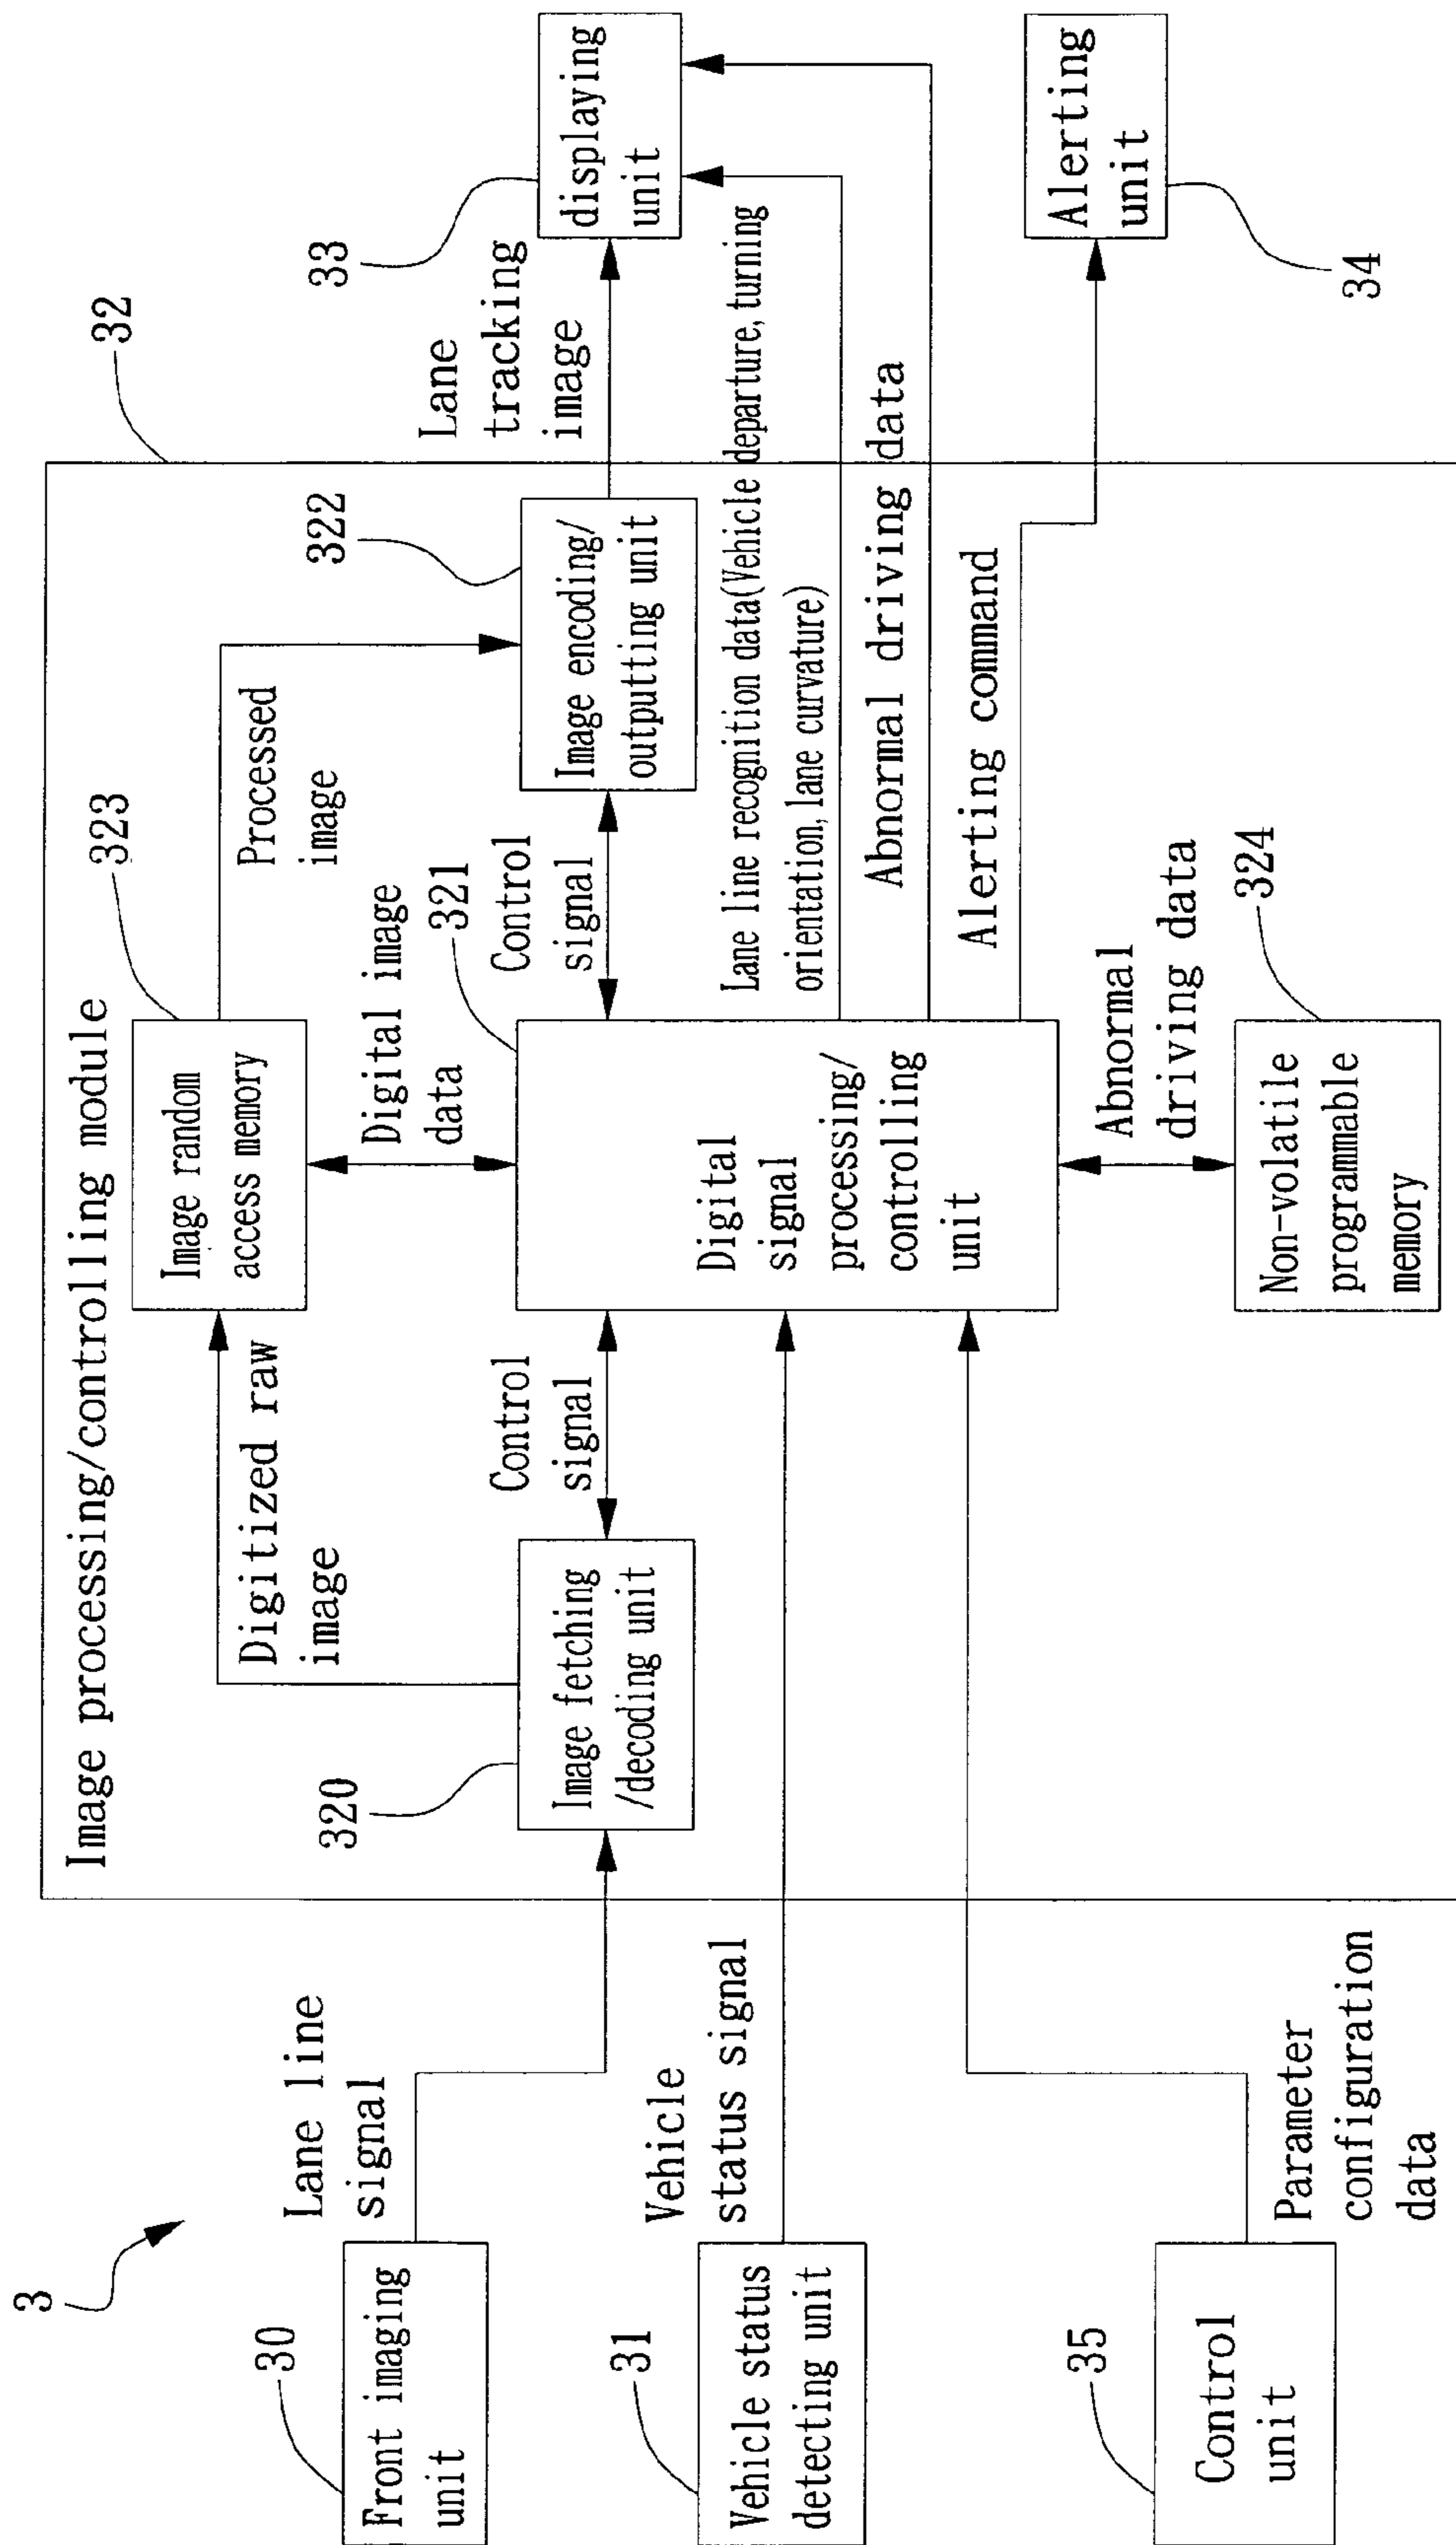 3
30
Front imaging
unit
Lane line
signal
31
Vehicle status
detecting unit
Vehicle
status signal
35
Control
unit
Parameter
configuration
data
32
Image processing/controlling module
320
Image fetching
/decoding unit
Digitized raw
image
Control
signal
323
Image random
access memory
Digital image
data
321
Digital
signal
processing/
controlling
unit
Processed
image
Control
signal
322
Image encoding/
outputting unit
Lane line recognition data(Vehicle departure, turning
orientation, lane curvature)
Abnormal driving data
Alerting command
Abnormal
driving data
324
Non-volatile
programmable
memory
Lane
tracking
image
33
displaying
unit
34
Alerting
unit